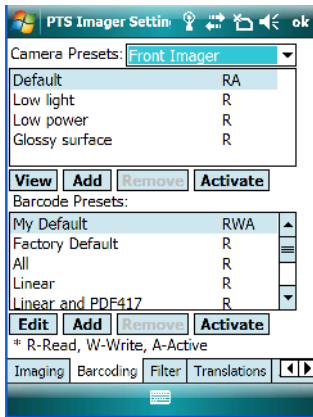 PTS Imager Settin ok
Camera Presets: Front Imager
Default RA
Low light R
Low power R
Glossy surface R
View Add Remove Activate
Barcode Presets:
My Default RWA
Factory Default R
All R
Linear R
Linear and PDF417 R
Edit Add Remove Activate
* R-Read, W-Write, A-Active
Imaging Barcoding Filter Translations